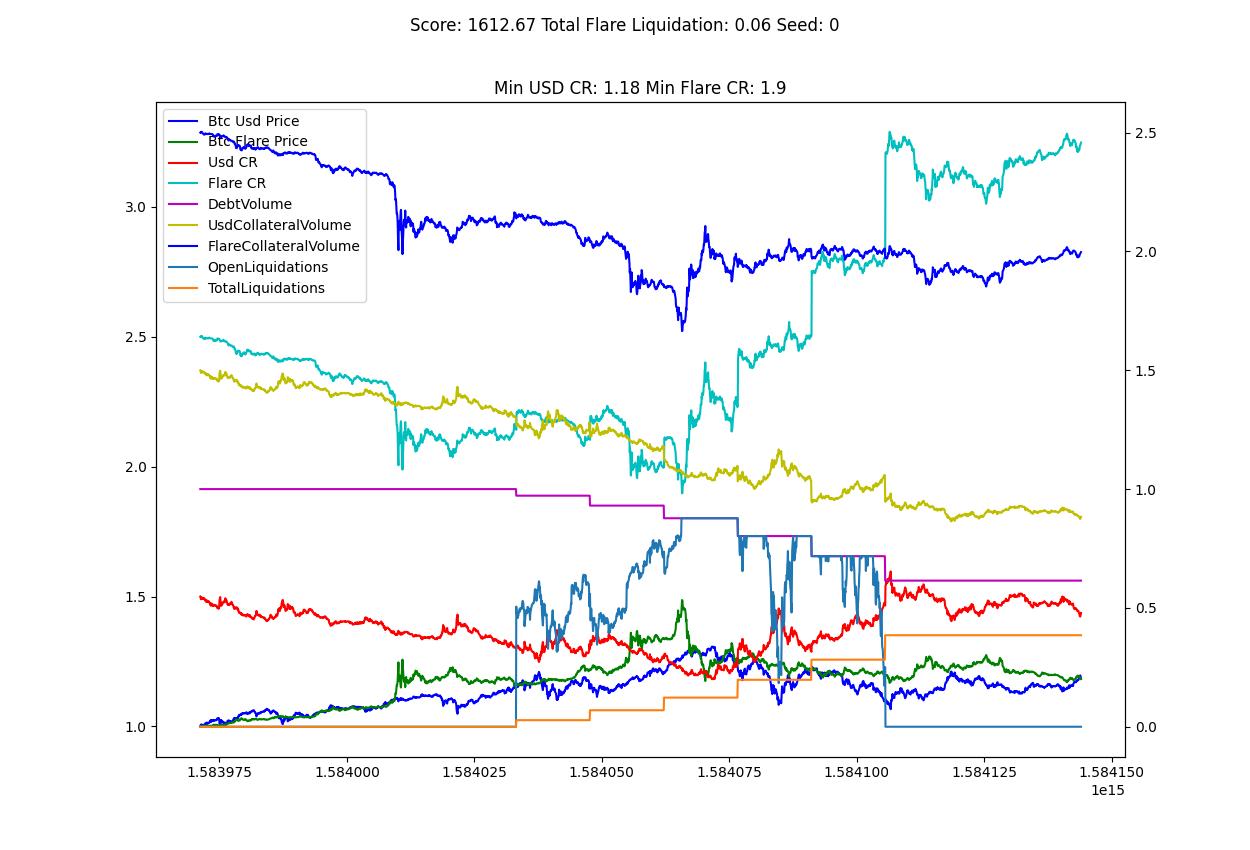 Score: 1612.67 Total Flare Liquidation: 0.06 Seed: 0
Min USD CR: 1.18 Min Flare CR: 1.9
Btc Usd Price
Btc Flare Price
Usd CR
Flare CR
DebtVolume
UsdCollateralVolume
FlareCollateralVolume
OpenLiquidations
TotalLiquidations
3.0
2.5
2.0
1.5
1.0
2.5
2.0
1.5
1.0
0.5
0.0
1.583975 1.584000 1.584025 1.584050 1.584075 1.584100 1.584125 1.584150
1e15